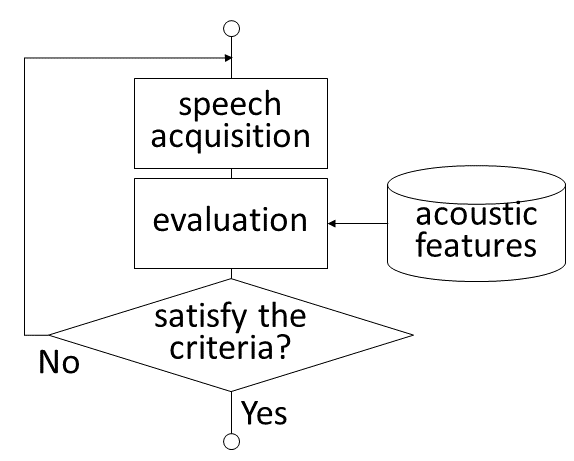 speech
acquisition
evaluation
acoustic
features
satisfy the
criteria?
No
Yes